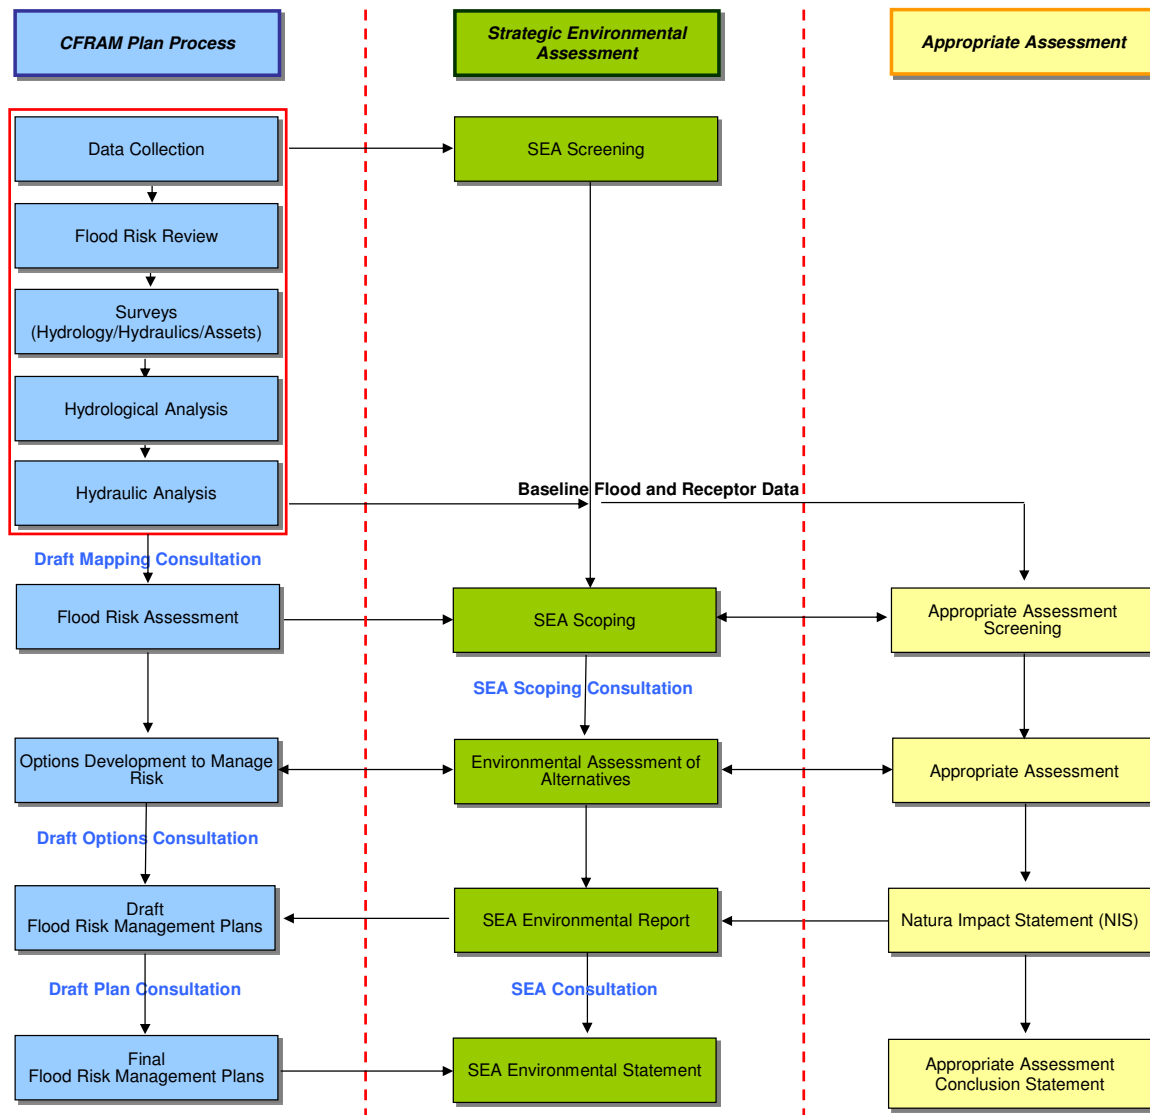 CFRAM Plan Process
Strategic Environmental
Assessment
Appropriate Assessment
Data Collection
SEA Screening
Flood Risk Review
Surveys
(Hydrology/Hydraulics/Assets)
Hydrological Analysis
Hydraulic Analysis
Baseline Flood and Receptor Data
Draft Mapping Consultation
Flood Risk Assessment
SEA Scoping
Appropriate Assessment
Screening
SEA Scoping Consultation
Options Development to Manage
Risk
Environmental Assessment of
Alternatives
Appropriate Assessment
Draft Options Consultation
Draft
Flood Risk Management Plans
SEA Environmental Report
Natura Impact Statement (NIS)
Draft Plan Consultation
SEA Consultation
Final
Flood Risk Management Plans
SEA Environmental Statement
Appropriate Assessment
Conclusion Statement